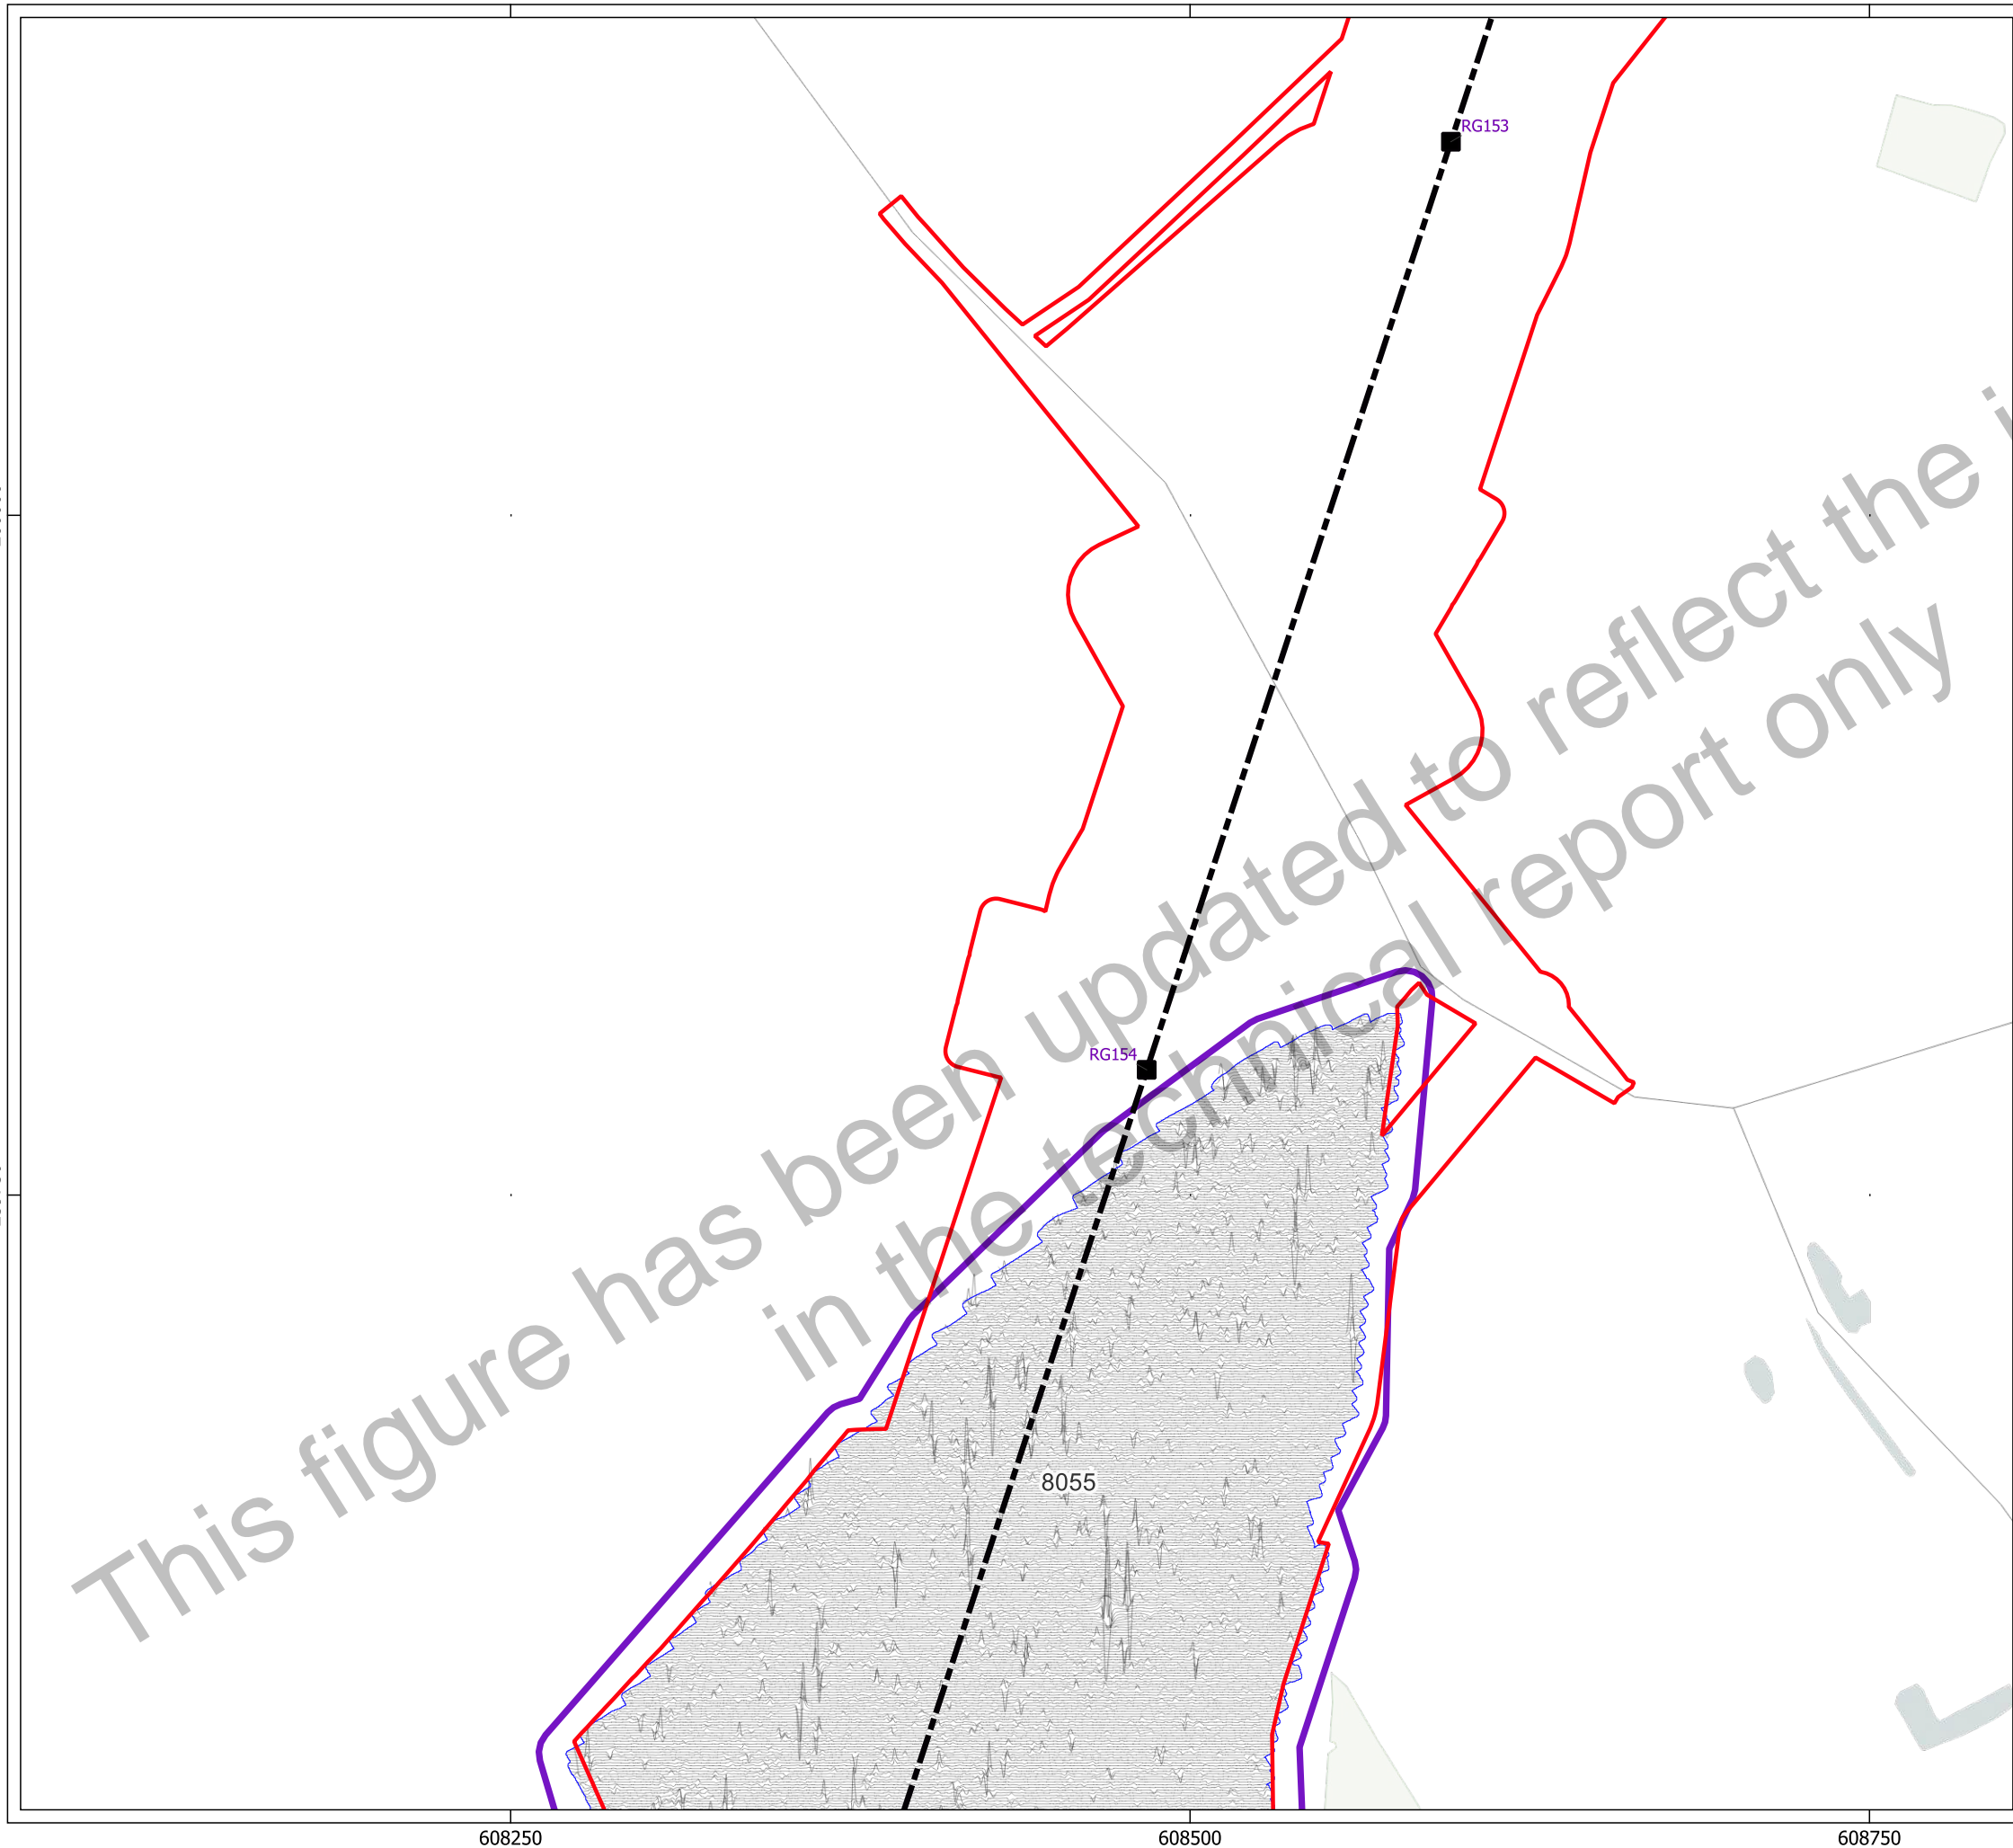 RG153
This figure has been updated to reflect the i
in the technical report only
RG154
8055
608250
608500
608750